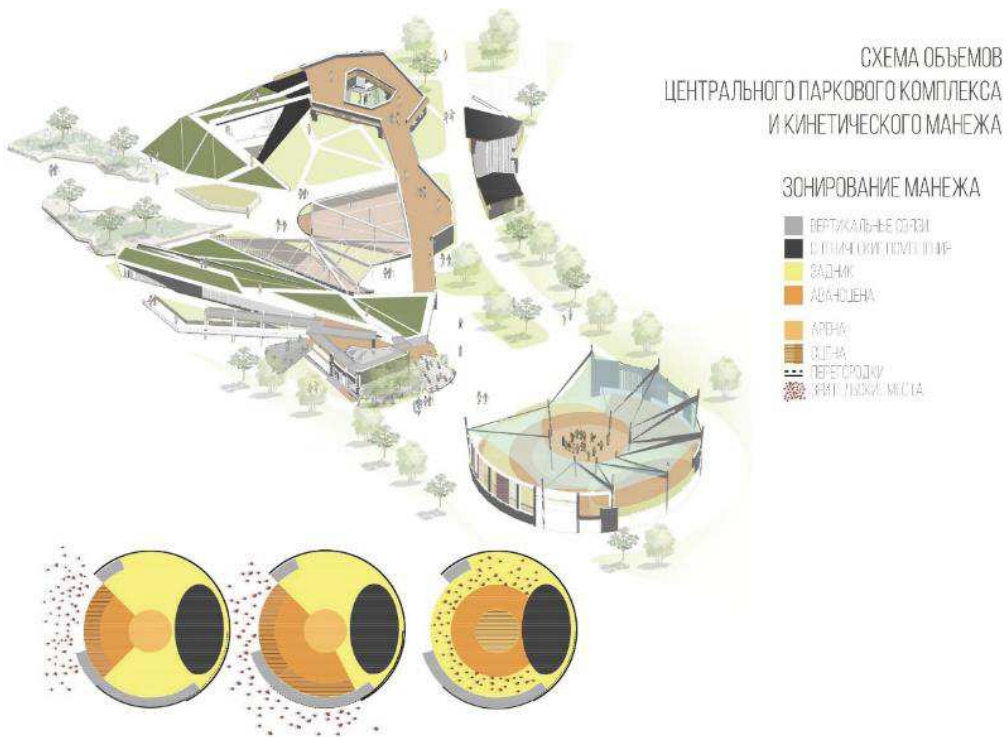 СХЕМА ОБЪЕМОВ
ЦЕНТРАЛЬНОГО ПАРКОВОГО КОМПЛЕКСА
И КИНЕТИЧЕСКОГО МАНЕЖА
ЗОНИРОВАНИЕ МАНЕЖА
ВЕРТИКАЛЬНЫЕ СВЯЗИ
ЗАДНИК
АВАНСЦЕНА
АРЕНА
СЦЕНА
ПЕРЕГОРОДКИ
ЗРИТЕЛЬСКИЕ МЕСТА